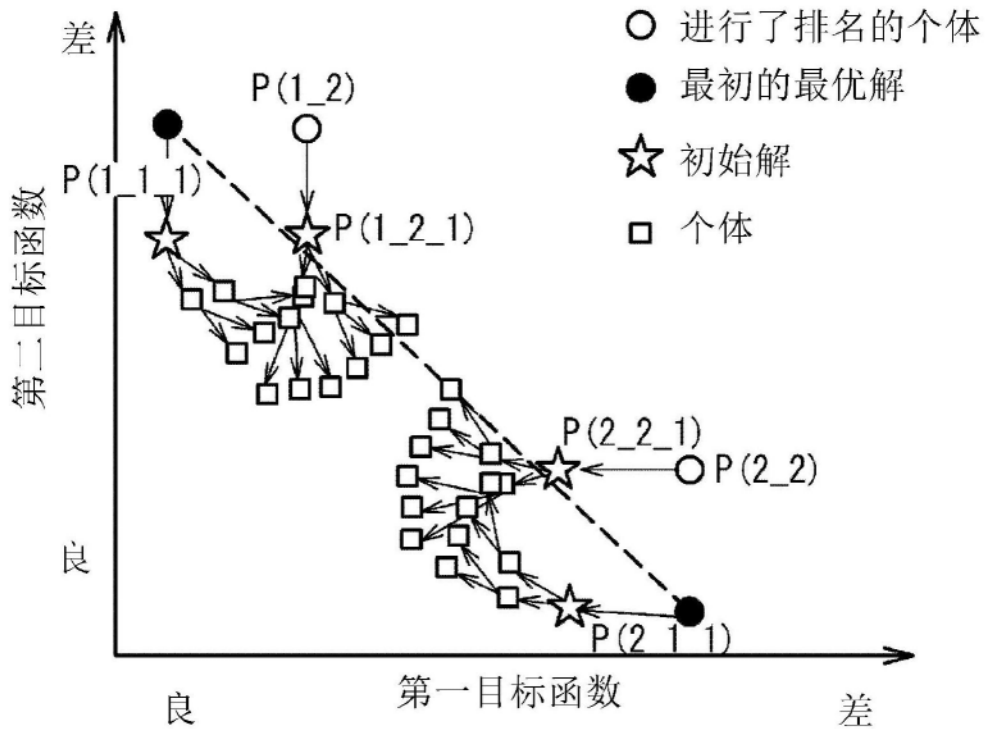 差
进行了排名的个体
最初的最优解
初始解
个体
P(1_2)
P(1_1_1)
P(1_2_1)
第二目标函数
P(2_2_1)
P(2_2)
良
P(2_1_1)
第一目标函数
良
差